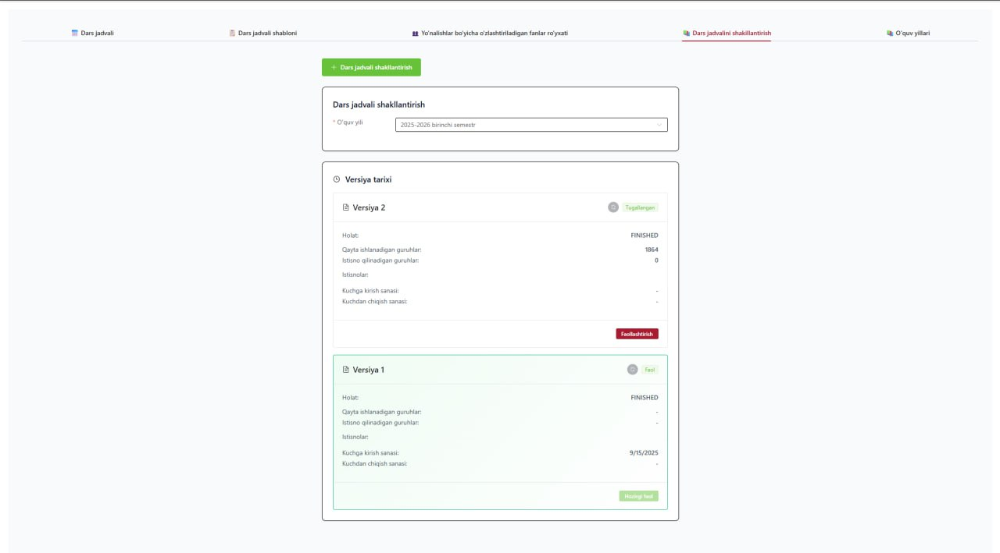 Dars jadvali
Dars jadvali shabloni
Yo'nalishlar bo'yicha o'zlashtiriladigan fanlar ro'yxati
Dars jadvalini shakillantirish
O'quv yillari
+ Dars jadvali shakllantirish
Dars jadvali shakllantirish
* O'quv yili
2025-2026 birinchi semestr
Versiya tarixi
Versiya 2
Tugallangan
Holat: FINISHED
Qayta ishlanadigan guruhlar: 1864
Istisno qilinadigan guruhlar: 0
Istisnolar:
Kuchga kirish sanasi: -
Kuchdan chiqish sanasi: -
Faollashtirish
Versiya 1
Faol
Holat: FINISHED
Qayta ishlanadigan guruhlar: -
Istisno qilinadigan guruhlar: -
Istisnolar:
Kuchga kirish sanasi: 9/15/2025
Kuchdan chiqish sanasi: -
Hozirgi faol